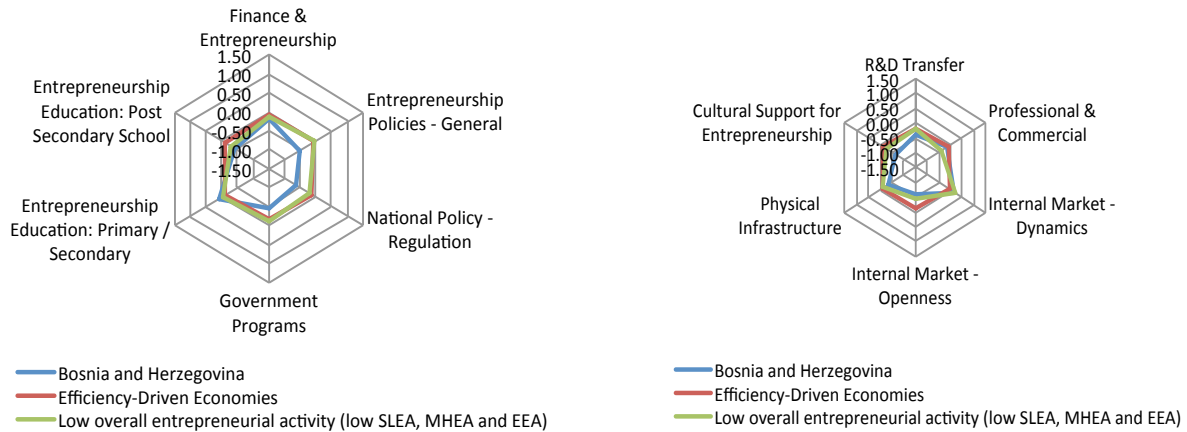 Finance &
Entrepreneurship
1.50
1.00
0.50
0.00
-0.50
-1.00
-1.50
Entrepreneurship
Policies - General
National Policy -
Regulation
Government
Programs
Entrepreneurship
Education: Primary /
Secondary
Entrepreneurship
Education: Post
Secondary School
Bosnia and Herzegovina
Efficiency-Driven Economies
Low overall entrepreneurial activity (low SLEA, MHEA and EEA)
R&D Transfer
1.50
1.00
0.50
0.00
-0.50
-1.00
-1.50
Professional &
Commercial
Internal Market -
Dynamics
Internal Market -
Openness
Physical
Infrastructure
Cultural Support for
Entrepreneurship
Bosnia and Herzegovina
Efficiency-Driven Economies
Low overall entrepreneurial activity (low SLEA, MHEA and EEA)